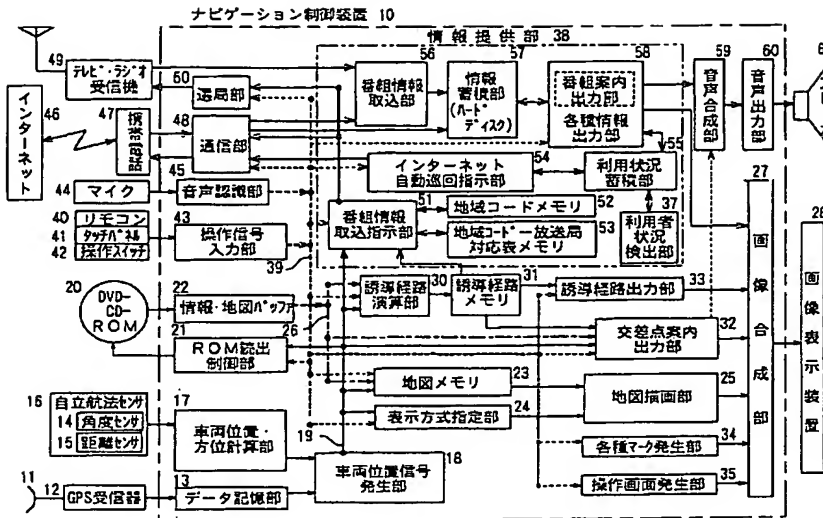 ナビゲーション制御装置 10
情報提供部 38
49
テレビ・ラジオ
受信機
50
選局部
56
番組情報
取込部
57
情報
蓄積部
(ハード
ディスク)
58
番組案内
出力部
各種情報
出力部
59
音声合成部
60
音声出力部
インターネット
46
47
携帯電話
48
通信部
インターネット
自動巡回指示部
54
55
利用状況
蓄積部
44
マイク
45
音声認識部
51
番組情報
取込指示部
地域コードメモリ
52
地域コード-放送局
対応表メモリ
53
37
利用者
状況
検出部
27
画像合成部
28
画像表示装置
40
リモコン
41
タッチパネル
42
操作スイッチ
43
操作信号
入力部
39
20
DVD-
CD-
ROM
22
情報・地図バッファ
26
21
ROM読出
制御部
誘導経路
演算部
30
誘導経路
メモリ
31
誘導経路出力部
33
交差点案内
出力部
32
地図メモリ
23
表示方式指定部
24
地図描画部
25
16
自立航法センサ
14
角度センサ
15
距離センサ
17
車両位置・
方位計算部
19
車両位置信号
発生部
18
各種マーク発生部
34
操作画面発生部
35
11
12
GPS受信器
13
データ記憶部